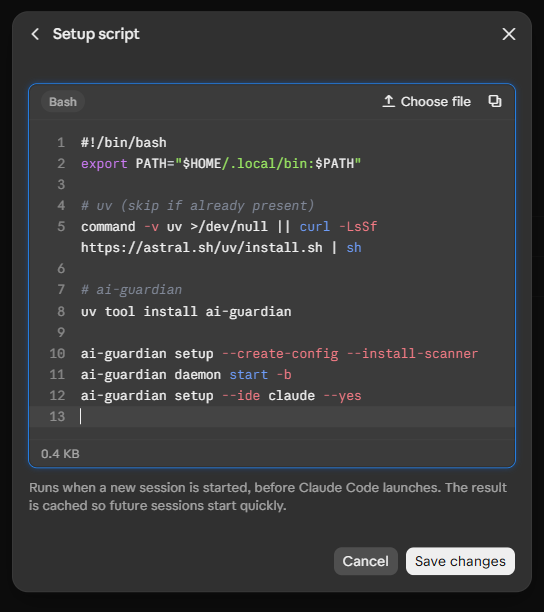 Setup script
Bash
Choose file
1 #!/bin/bash
2 export PATH="$HOME/.local/bin:$PATH"
3
4 # uv (skip if already present)
5 command -v uv >/dev/null || curl -LsSf
https://astral.sh/uv/install.sh | sh
6
7 # ai-guardian
8 uv tool install ai-guardian
9
10 ai-guardian setup --create-config --install-scanner
11 ai-guardian daemon start -b
12 ai-guardian setup --ide claude --yes
13
0.4 KB
Runs when a new session is started, before Claude Code launches. The result
is cached so future sessions start quickly.
Cancel
Save changes